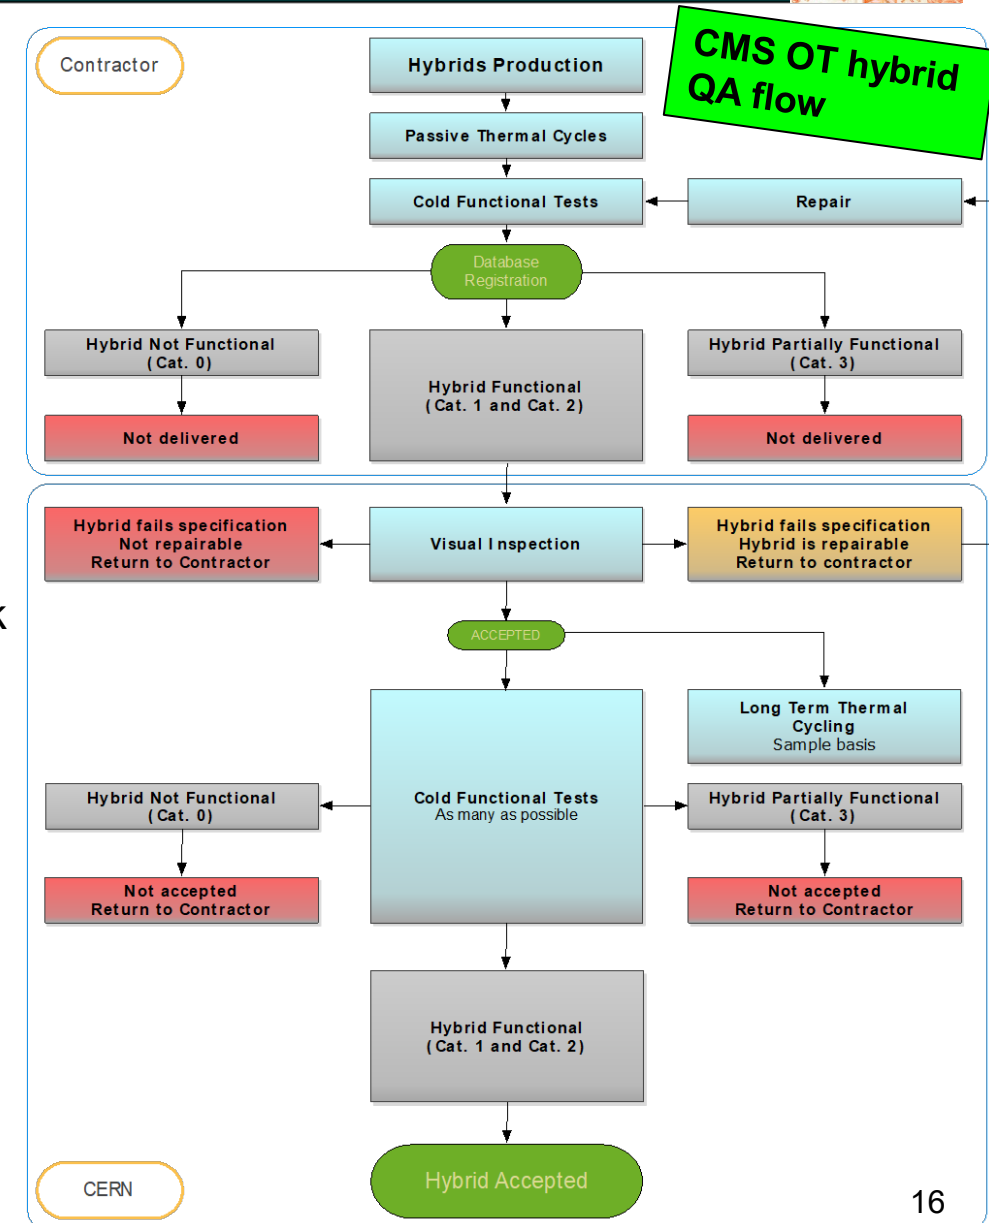 CMS OT hybrid
QA flow
Contractor
Hybrids Production
Passive Thermal Cycles
Cold Functional Tests
Repair
Database
Registration
Hybrid Not Functional
(Cat. 0)
Hybrid Functional
(Cat. 1 and Cat. 2)
Hybrid Partially Functional
(Cat. 3)
Not delivered
Not delivered
Hybrid fails specification
Not repairable
Return to Contractor
Visual Inspection
Hybrid fails specification
Hybrid is repairable
Return to contractor
k
ACCEPTED
Long Term Thermal
Cycling
Sample basis
Hybrid Not Functional
(Cat. 0)
Cold Functional Tests
As many as possible
Hybrid Partially Functional
(Cat. 3)
Not accepted
Return to Contractor
Not accepted
Return to Contractor
Hybrid Functional
(Cat. 1 and Cat. 2)
Hybrid Accepted
CERN
16